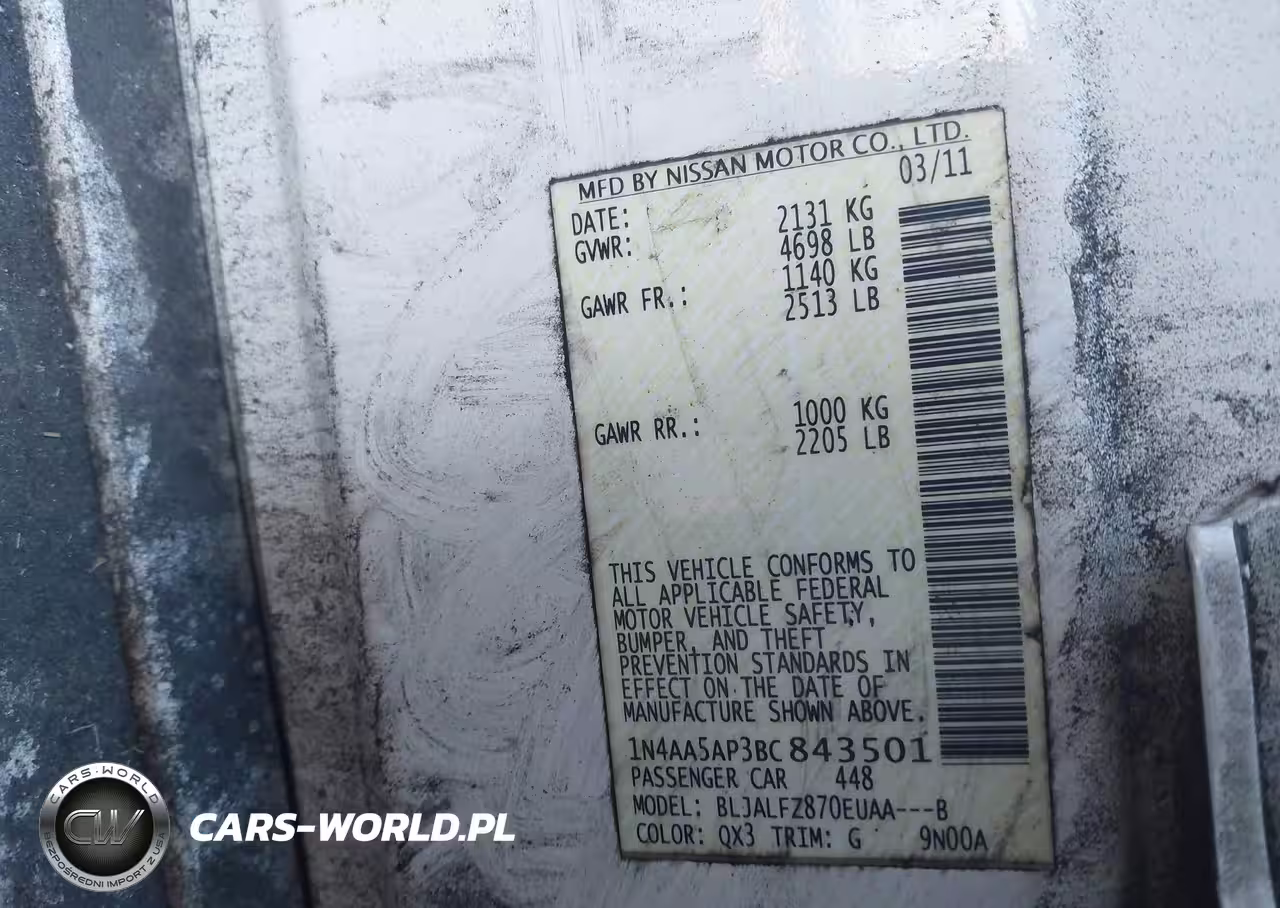 MFD BY NISSAN MOTOR CO., LTD.
DATE: 03/11
GVWR: 2131 KG
4698 LB
GAWR FR.: 1140 KG
2513 LB
GAWR RR.: 1000 KG
2205 LB
THIS VEHICLE CONFORMS TO
ALL APPLICABLE FEDERAL
MOTOR VEHICLE SAFETY,
BUMPER, AND THEFT
PREVENTION STANDARDS IN
EFFECT ON THE DATE OF
MANUFACTURE SHOWN ABOVE.
1N4AA5AP3BC843501
PASSENGER CAR 448
MODEL: BLJALFZ870EUAA---B
COLOR: QX3 TRIM: G 9N00A
CARS-WORLD
CW
BEZPOŚREDNI IMPORT Z USA
CARS-WORLD.PL